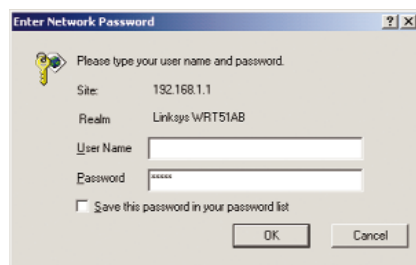 Enter Network Password
Please type your user name and password.
Site: 192.168.1.1
Realm Linksys WRT51AB
User Name
Password *****
Save this password in your password list
OK Cancel